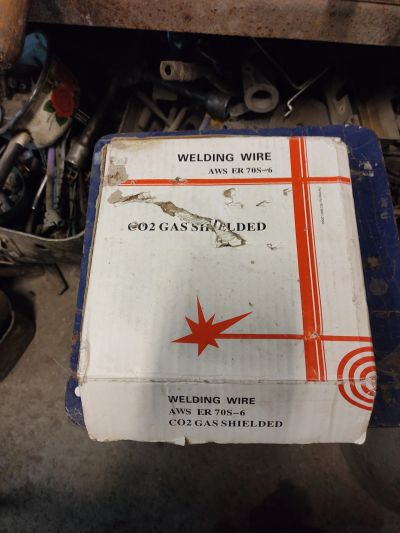 WELDING WIRE
AWS ER 70S-6
CO2 GAS SHIELDED
WELDING WIRE
AWS ER 70S-6
CO2 GAS SHIELDED